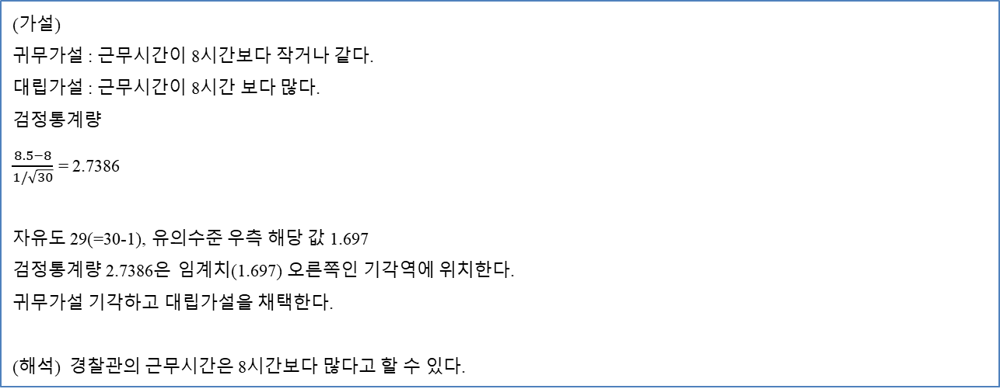 (가설)
귀무가설 : 근무시간이 8시간보다 작거나 같다.
대립가설 : 근무시간이 8시간 보다 많다.
검정통계량
8.5−8
1/√30 = 2.7386
자유도 29(=30-1), 유의수준 우측 해당 값 1.697
검정통계량 2.7386은 임계치(1.697) 오른쪽인 기각역에 위치한다.
귀무가설 기각하고 대립가설을 채택한다.
(해석) 경찰관의 근무시간은 8시간보다 많다고 할 수 있다.